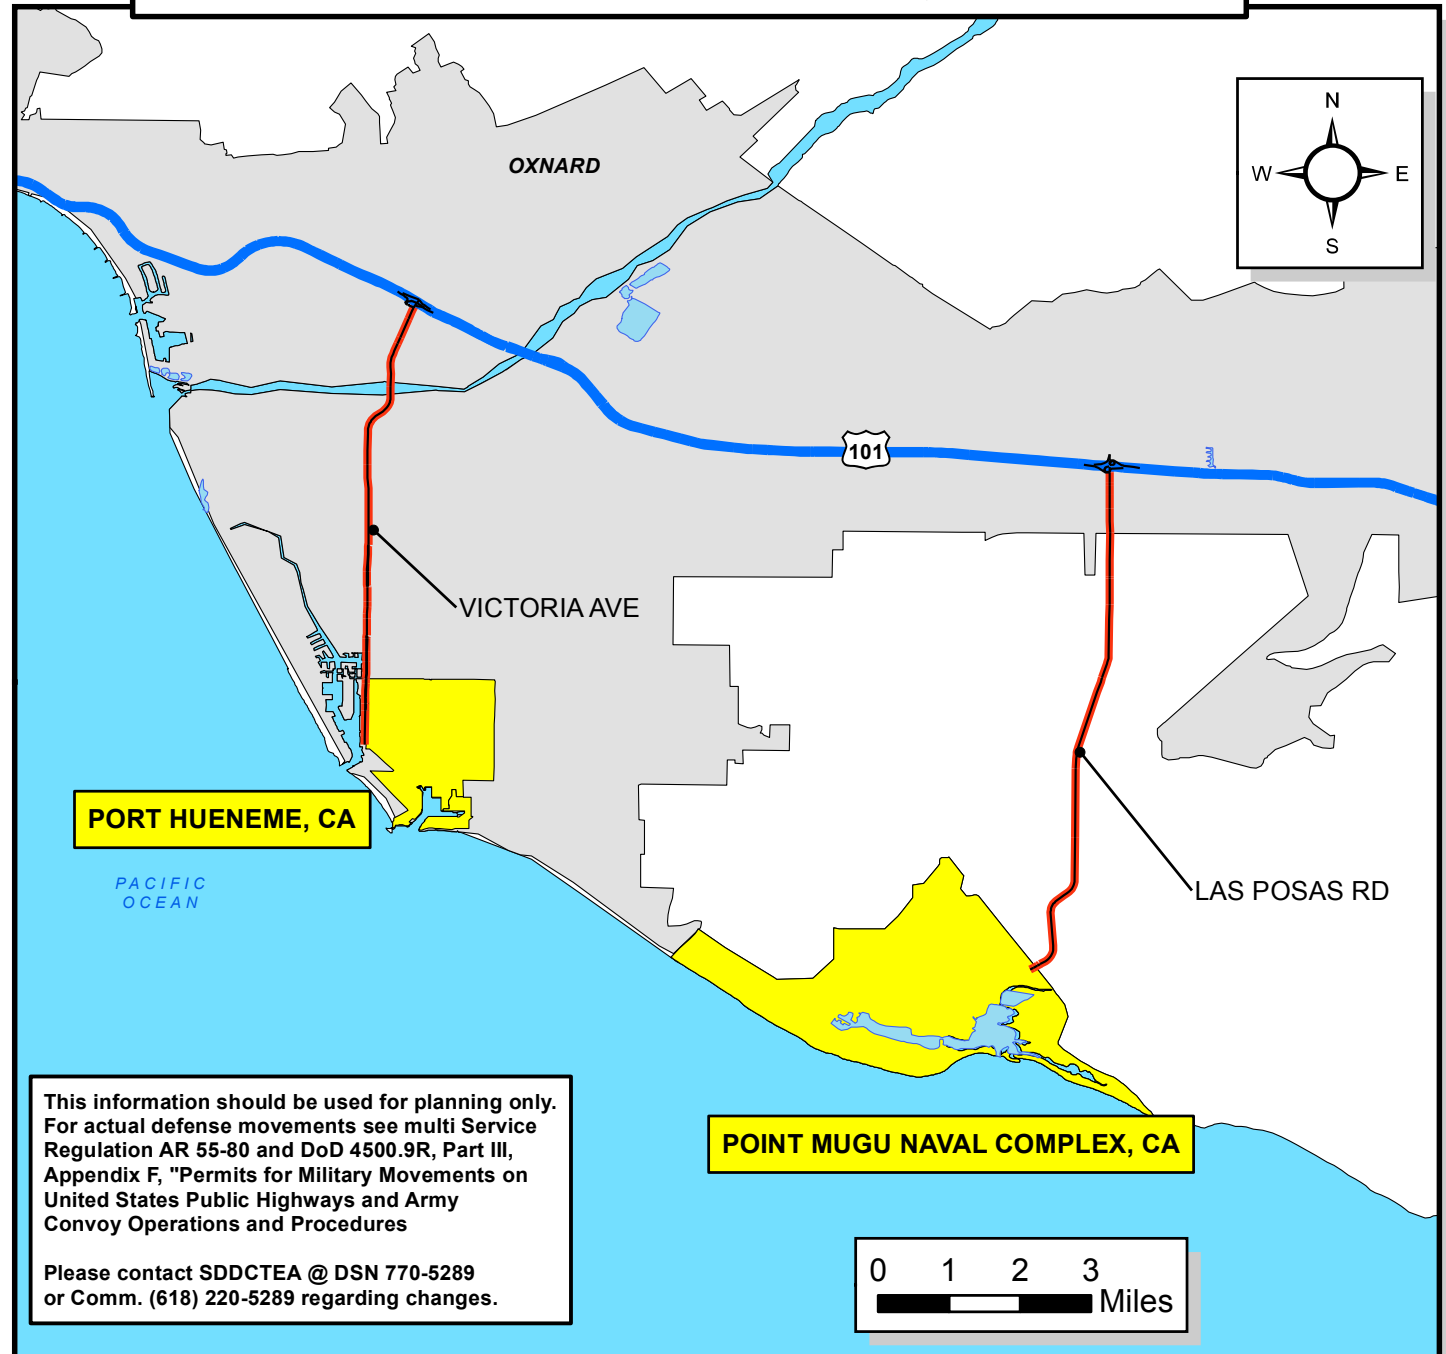 N
W
E
S
OXNARD
101
VICTORIA AVE
PORT HUENEME, CA
PACIFIC
OCEAN
LAS POSAS RD
This information should be used for planning only.
For actual defense movements see multi Service
Regulation AR 55-80 and DoD 4500.9R, Part III,
Appendix F, "Permits for Military Movements on
United States Public Highways and Army
Convoy Operations and Procedures
Please contact SDDCTEA @ DSN 770-5289
or Comm. (618) 220-5289 regarding changes.
POINT MUGU NAVAL COMPLEX, CA
0 1 2 3
Miles